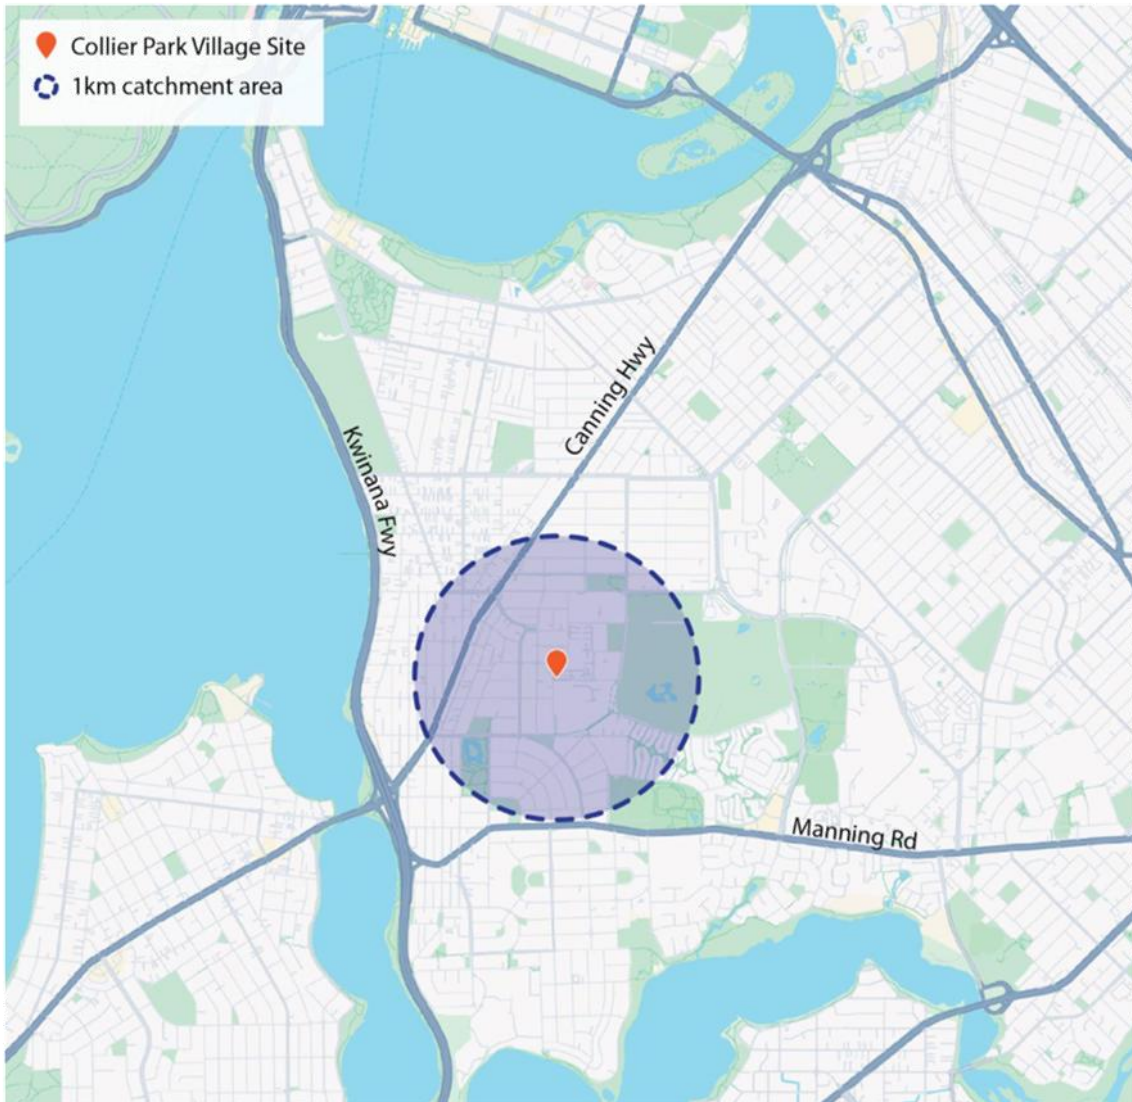 Collier Park Village Site
1km catchment area
Canning Hwy
Kwinana Fwy
Manning Rd